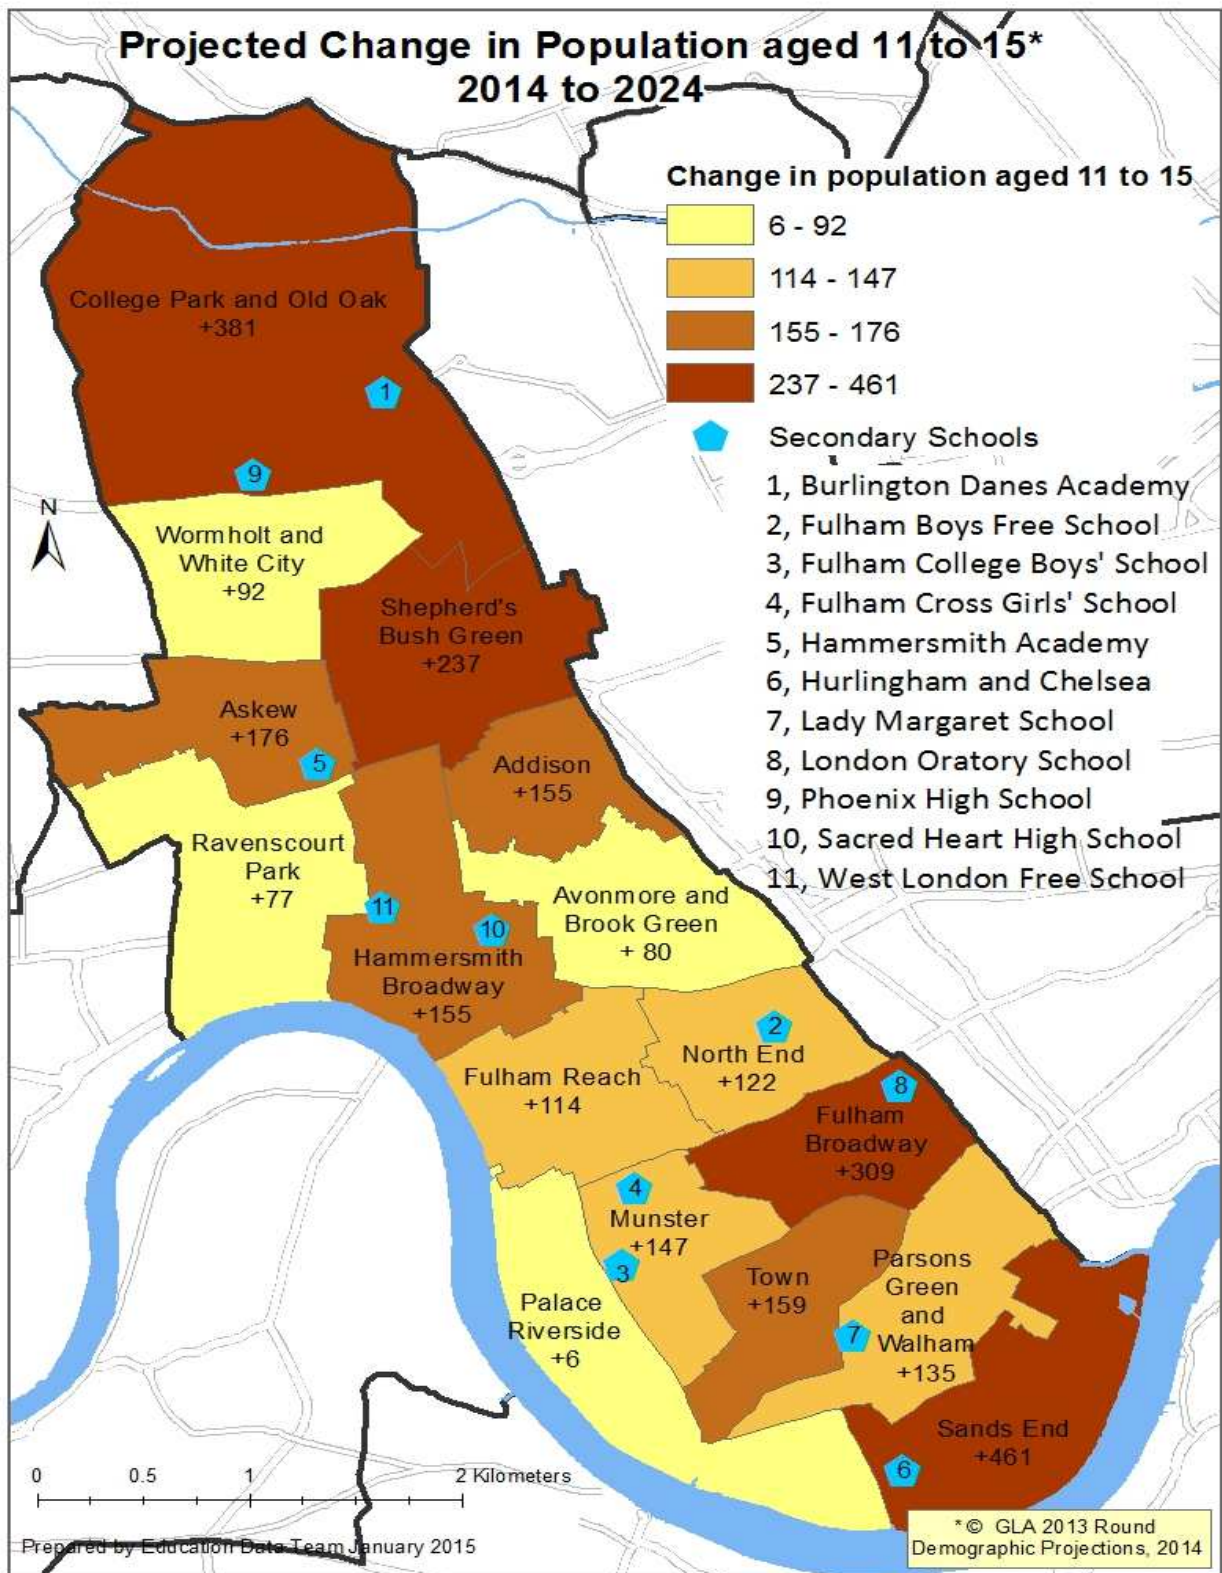 Projected Change in Population aged 11 to 15*
2014 to 2024
Change in population aged 11 to 15
6 - 92
114 - 147
155 - 176
237 - 461
Secondary Schools
1, Burlington Danes Academy
2, Fulham Boys Free School
3, Fulham College Boys' School
4, Fulham Cross Girls' School
5, Hammersmith Academy
6, Hurlingham and Chelsea
7, Lady Margaret School
8, London Oratory School
9, Phoenix High School
10, Sacred Heart High School
11, West London Free School
College Park and Old Oak
+381
1
9
N
Wormholt and
White City
+92
Shepherd's
Bush Green
+237
Askew
+176
5
Addison
+155
Ravenscourt
Park
+77
Avonmore and
Brook Green
+ 80
11
10
Hammersmith
Broadway
+155
2
North End
+122
Fulham Reach
+114
8
Fulham
Broadway
+309
4
Munster
+147
3
Town
+159
Parsons
Green
and
Walham
+135
7
Palace
Riverside
+6
Sands End
+461
6
0 0.5 1 2 Kilometers
Prepared by Education Data Team January 2015
* © GLA 2013 Round
Demographic Projections, 2014